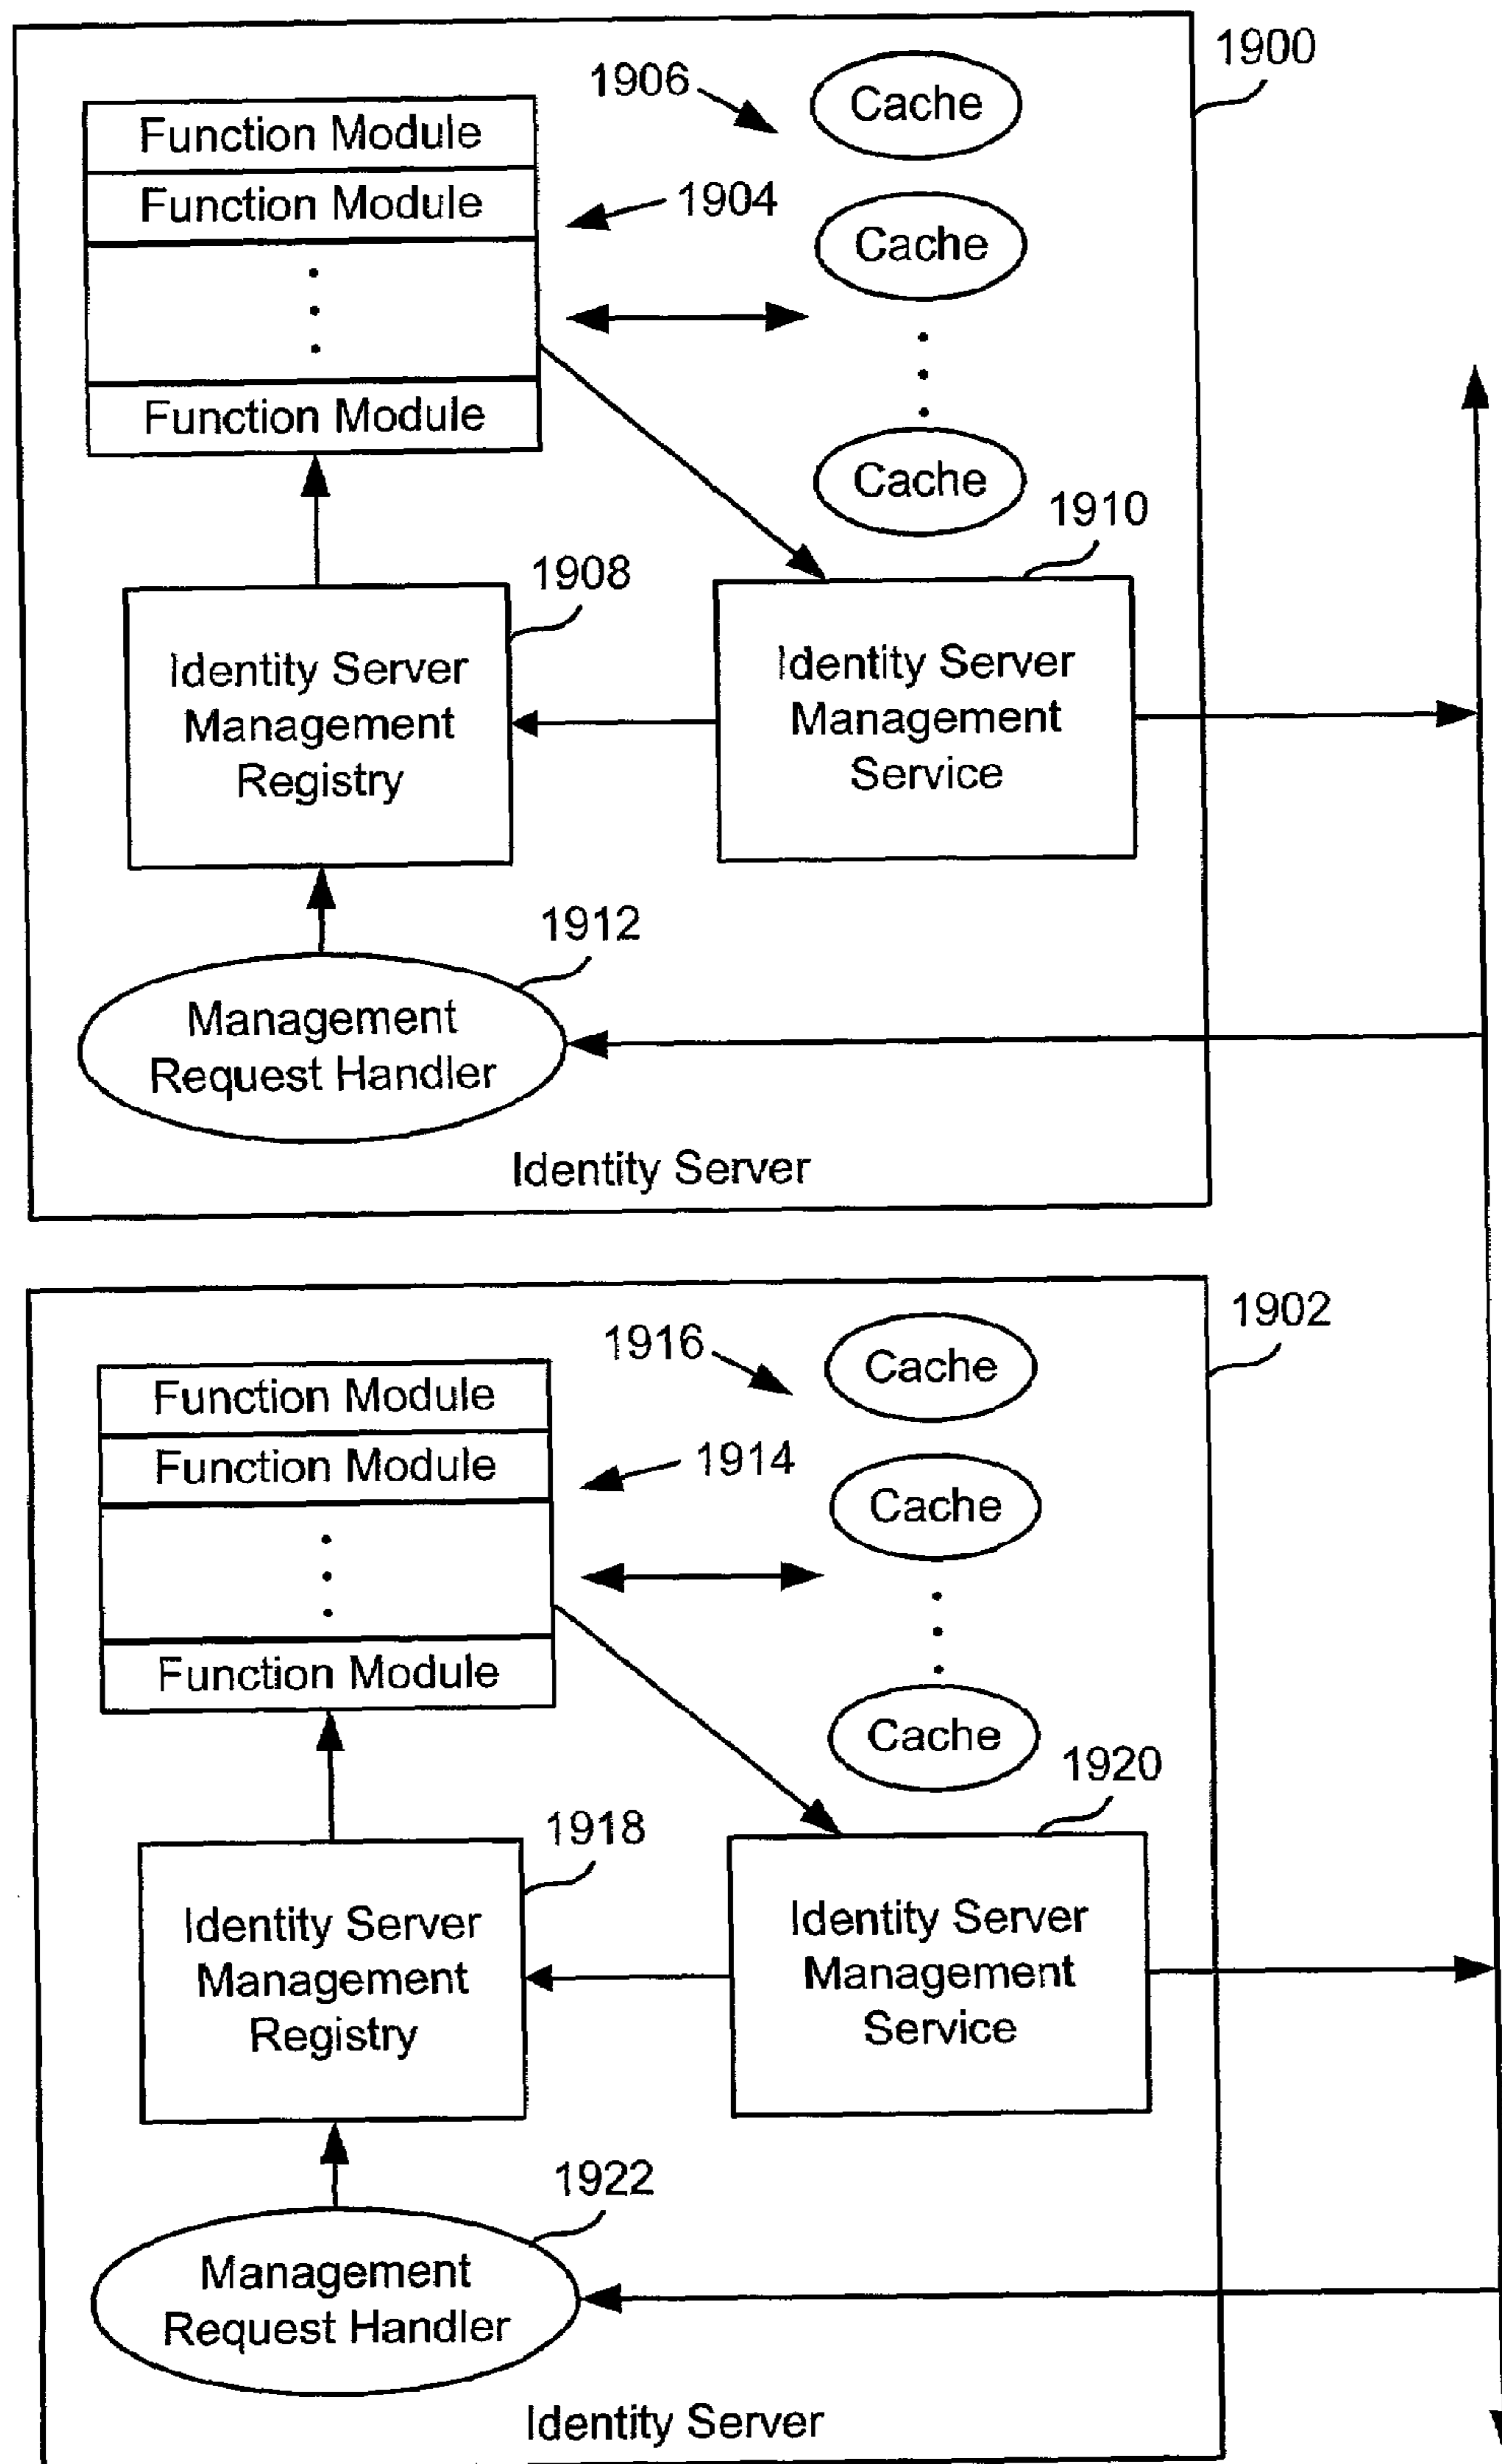 1900
1906
Cache
Function Module
Function Module
1904
Cache
Function Module
Cache
1910
1908
Identity Server
Management
Registry
Identity Server
Management
Service
1912
Management
Request Handler
Identity Server
1902
1916
Cache
Function Module
Function Module
1914
Cache
Function Module
Cache
1920
1918
Identity Server
Management
Registry
Identity Server
Management
Service
1922
Management
Request Handler
Identity Server